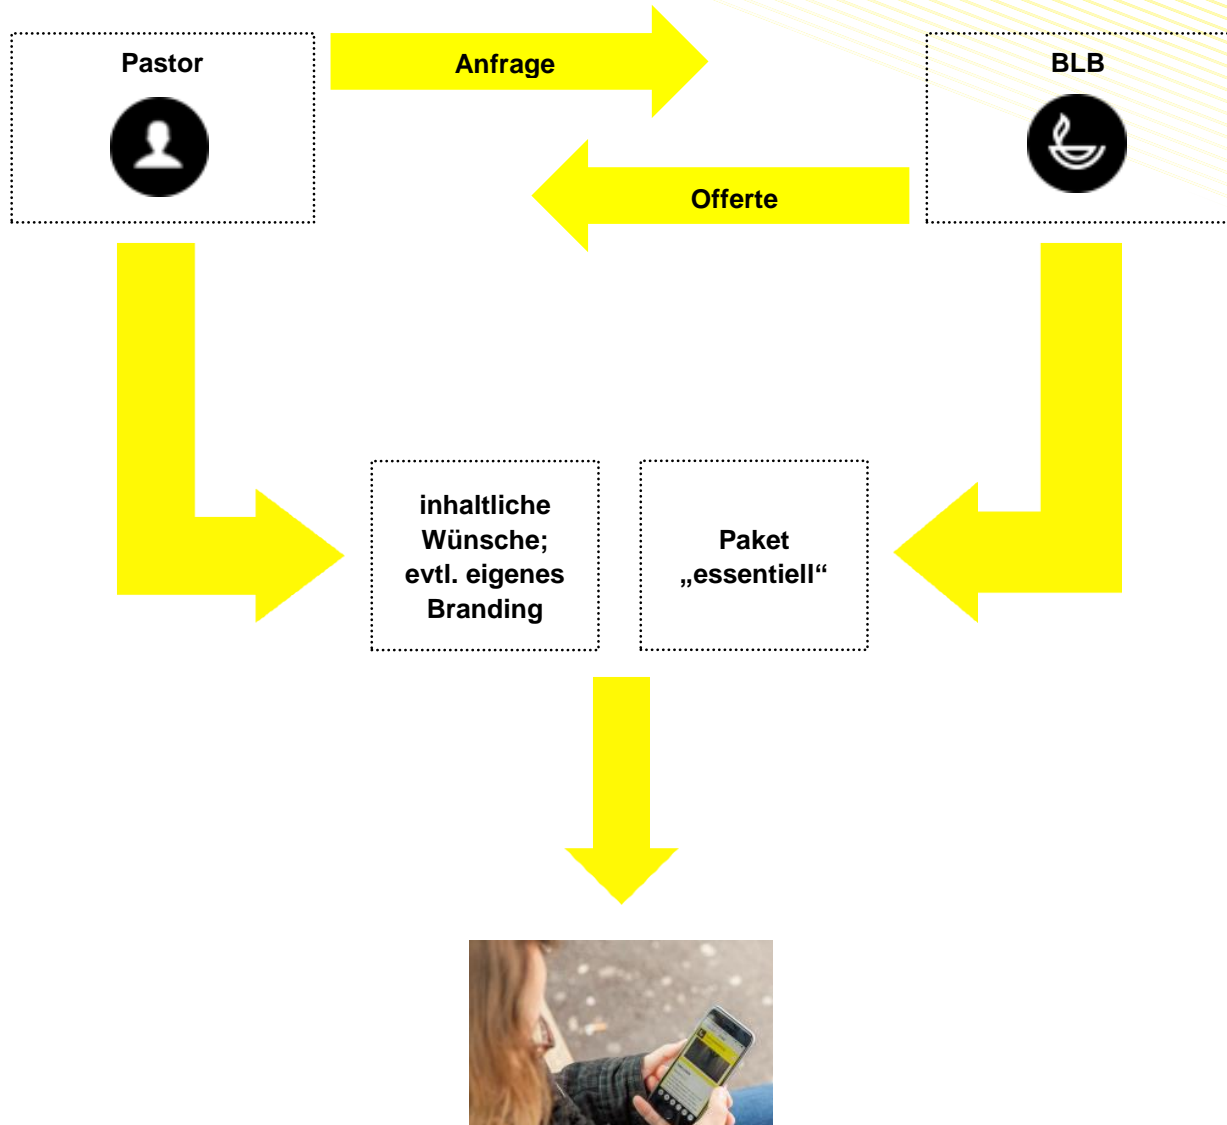 Pastor
Anfrage
BLB
Offerte
inhaltliche
Wünsche;
evtl. eigenes
Branding
Paket
„essentiell“